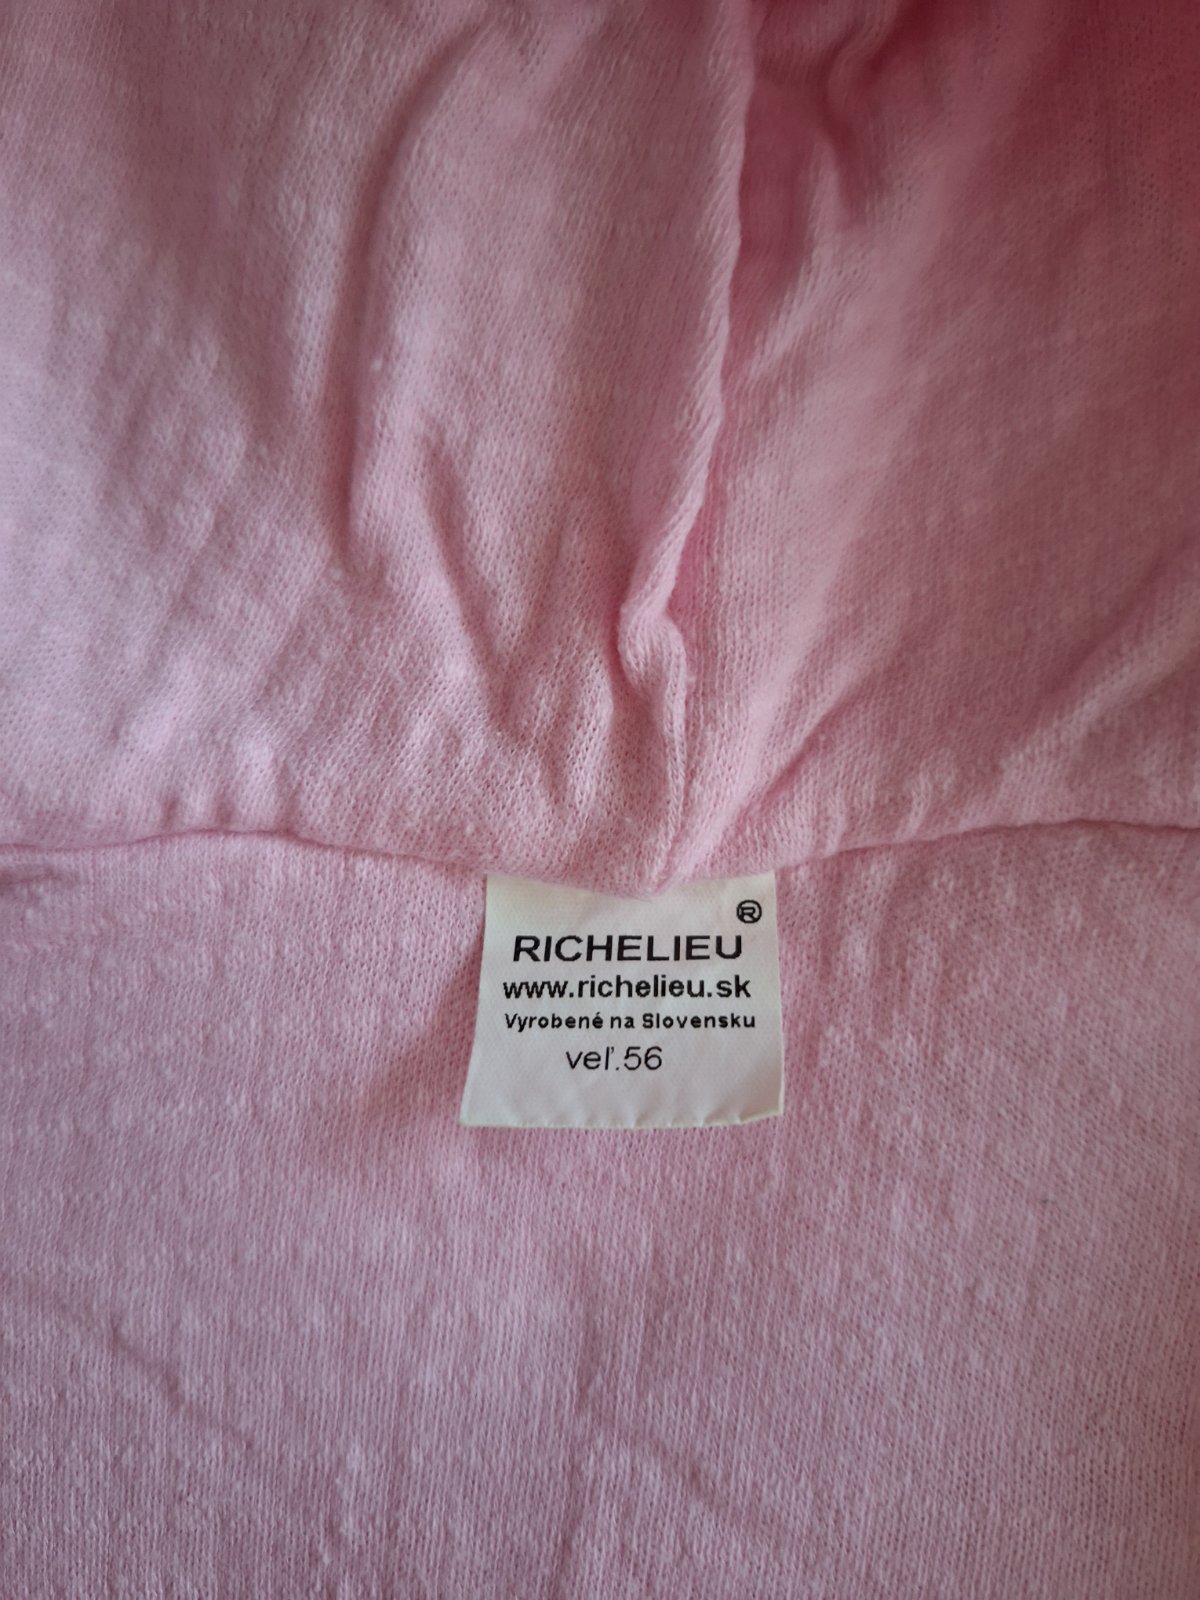 ®
RICHELIEU
www.richelieu.sk
Vyrobené na Slovensku
veľ.56